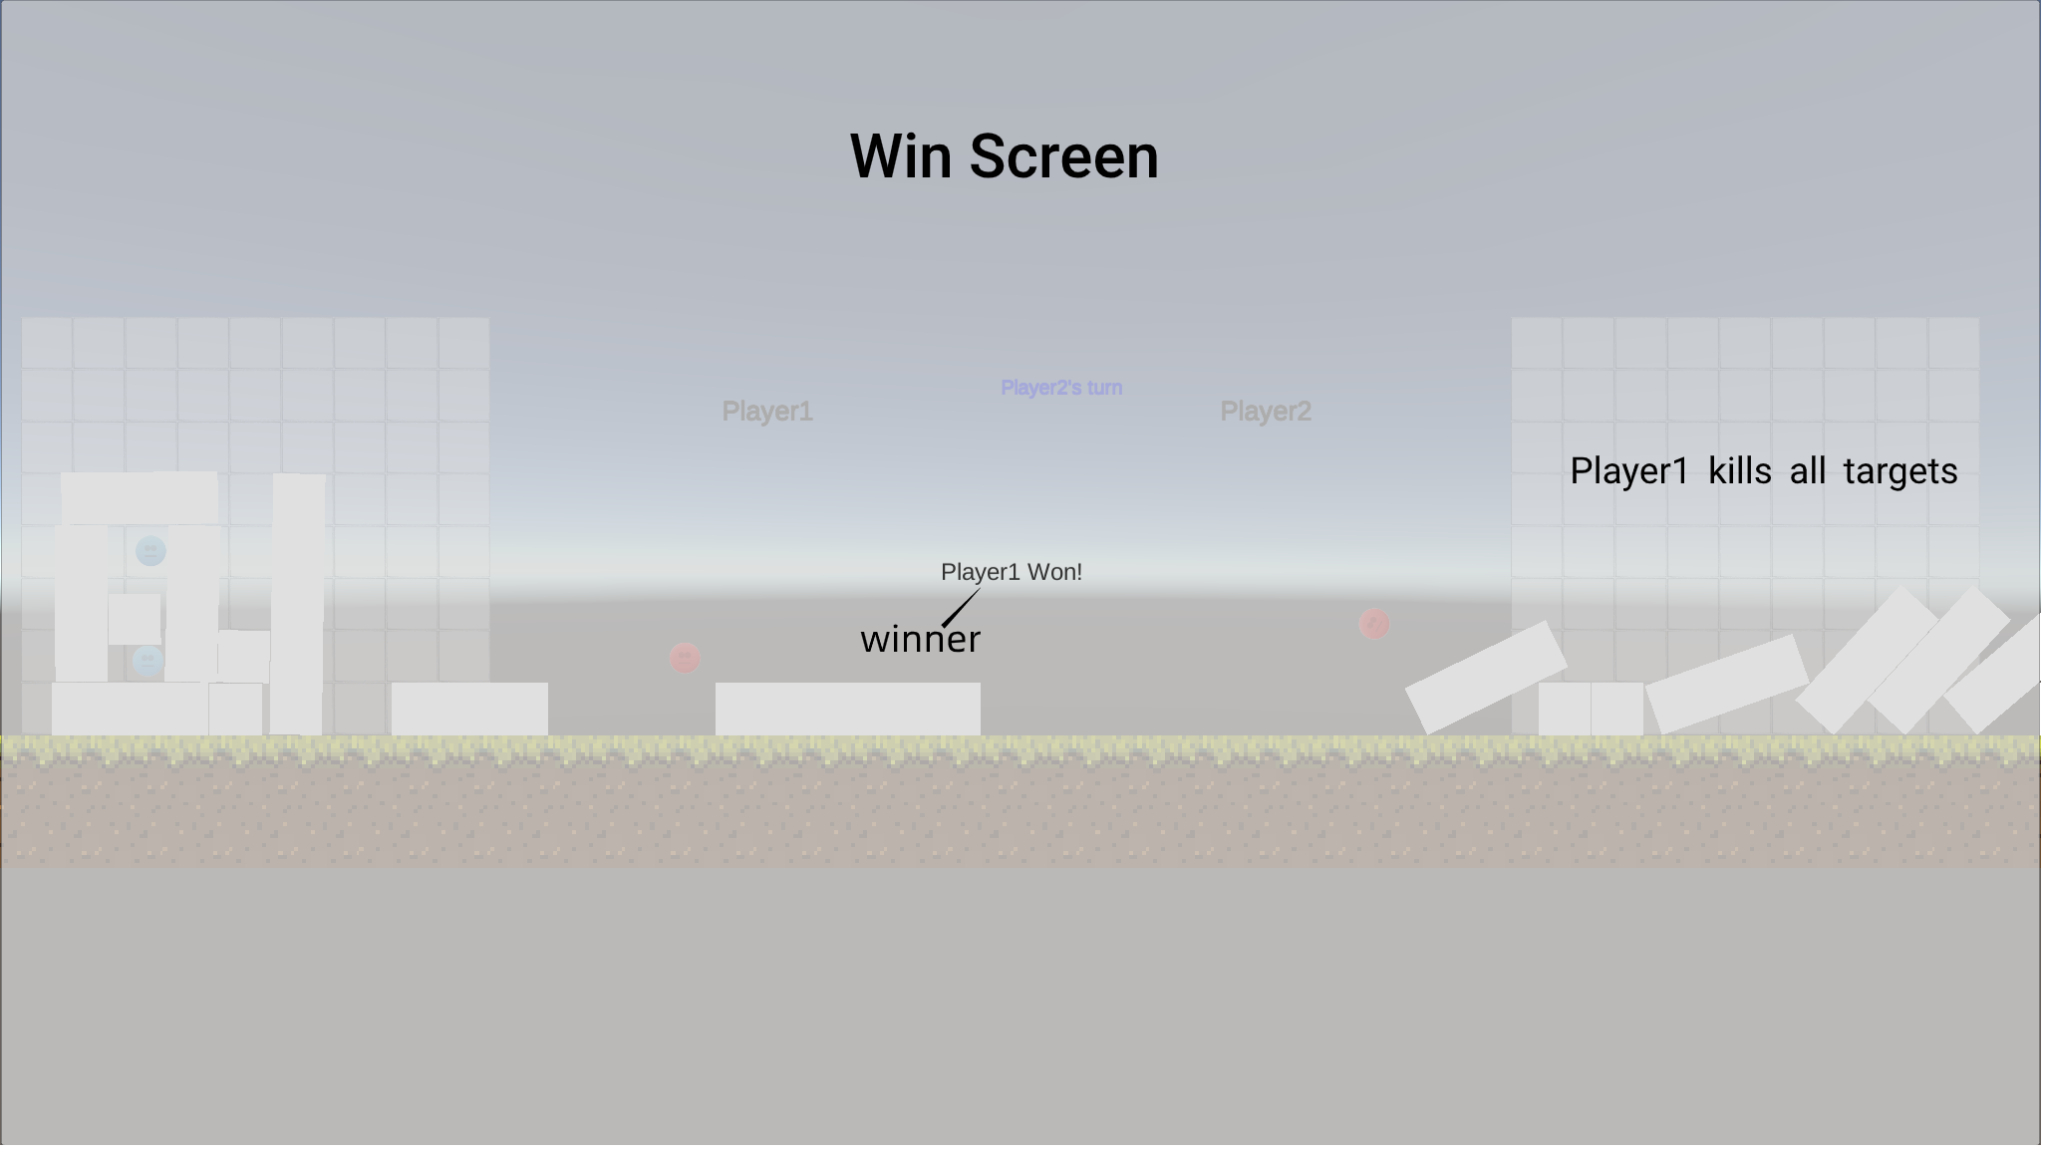 Win Screen
Player2's turn
Player1
Player2
Player1 kills all targets
Player1 Won!
winner